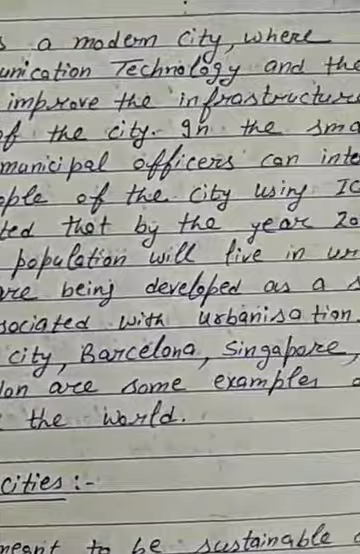 s a modern city, where
unication Technology and the
improve the infrastructure
of the city. In the sma
municipal officers can inte
ople of the city using IC
ted that by the year 20
population will live in ur
are being developed as a s
sociated with urbanisation.
city, Barcelona, Singapore,
don are some examples o
the world.
cities :-
meant to be sustainable